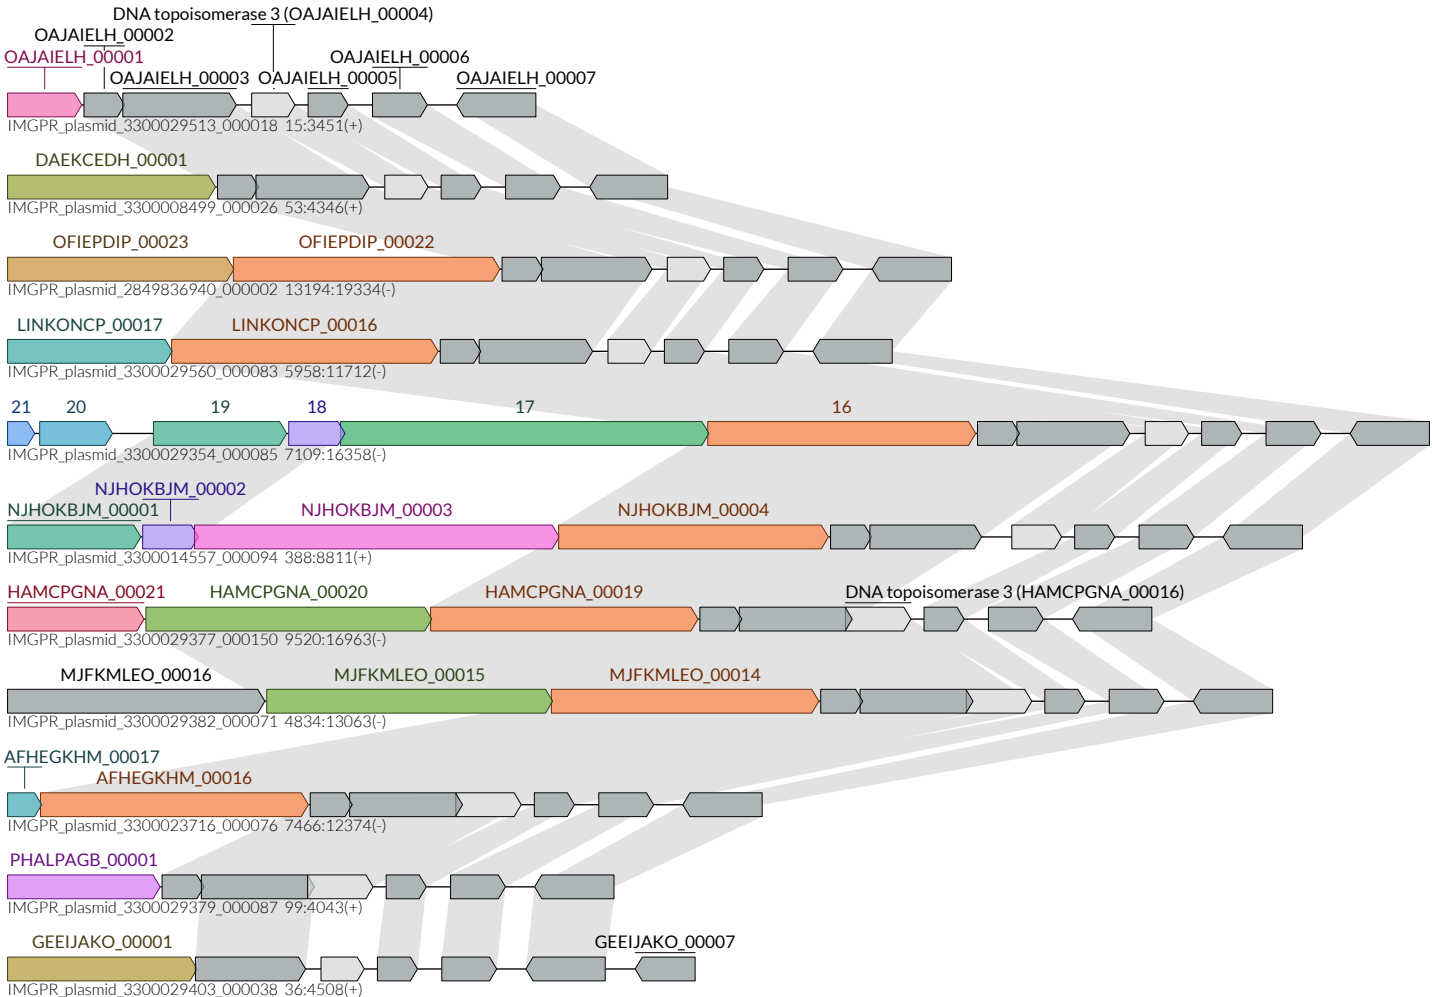 DNA topoisomerase 3 (OAJAIELH_00004)
OAJAIELH_00002
OAJAIELH_00001 OAJAIELH_00006
OAJAIELH_00003 OAJAIELH_00005 OAJAIELH_00007
IMGPR_plasmid_3300029513_000018 15:3451(+)
DAEKCEDH_00001
IMGPR_plasmid_3300008499_000026 53:4346(+)
OFIEPDIP_00023 OFIEPDIP_00022
IMGPR_plasmid_2849836940_000002 13194:19334(-)
LINKONCP_00017 LINKONCP_00016
IMGPR_plasmid_3300029560_000083 5958:11712(-)
21 20 19 18 17 16
IMGPR_plasmid_3300029354_000085 7109:16358(-)
NJHOKBJM_00002
NJHOKBJM_00001 NJHOKBJM_00003 NJHOKBJM_00004
IMGPR_plasmid_3300014557_000094 388:8811(+)
HAMCPGNA_00021 HAMCPGNA_00020 HAMCPGNA_00019 DNA topoisomerase 3 (HAMCPGNA_00016)
IMGPR_plasmid_3300029377_000150 9520:16963(-)
MJFKMLEO_00016 MJFKMLEO_00015 MJFKMLEO_00014
IMGPR_plasmid_3300029382_000071 4834:13063(-)
AFHEGKHM_00017
AFHEGKHM_00016
IMGPR_plasmid_3300023716_000076 7466:12374(-)
PHALPAGB_00001
IMGPR_plasmid_3300029379_000087 99:4043(+)
GEEIJAKO_00001 GEEIJAKO_00007
IMGPR_plasmid_3300029403_000038 36:4508(+)